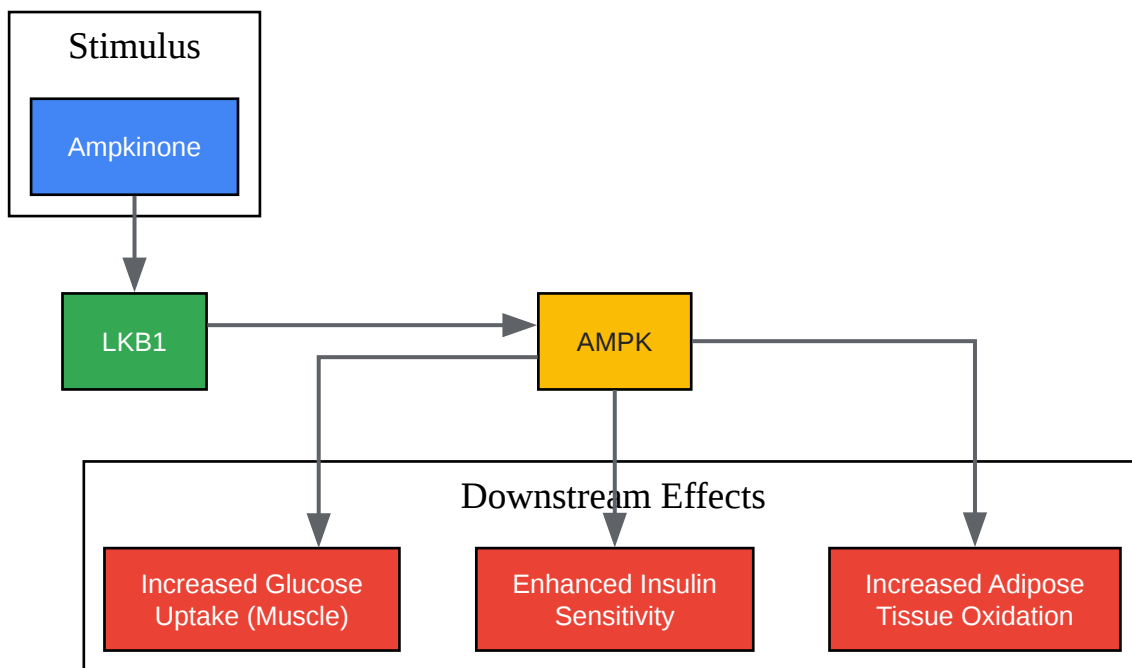 Stimulus
Ampkinone
LKB1
AMPK
Downstream Effects
Increased Glucose
Uptake (Muscle)
Enhanced Insulin
Sensitivity
Increased Adipose
Tissue Oxidation